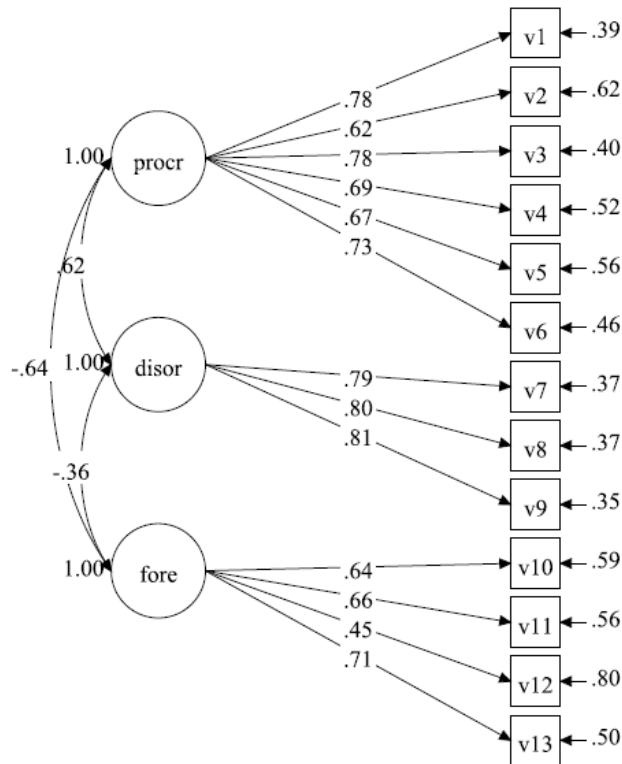 v1
.39
v2
.62
.78
.62
1.00
procr
.78
v3
.40
.69
v4
.52
.67
.73
v5
.56
.62
v6
.46
-.64
1.00
disor
.79
v7
.37
.80
.81
v8
.37
-.36
v9
.35
1.00
fore
.64
v10
.59
.66
.45
v11
.56
.71
v12
.80
v13
.50